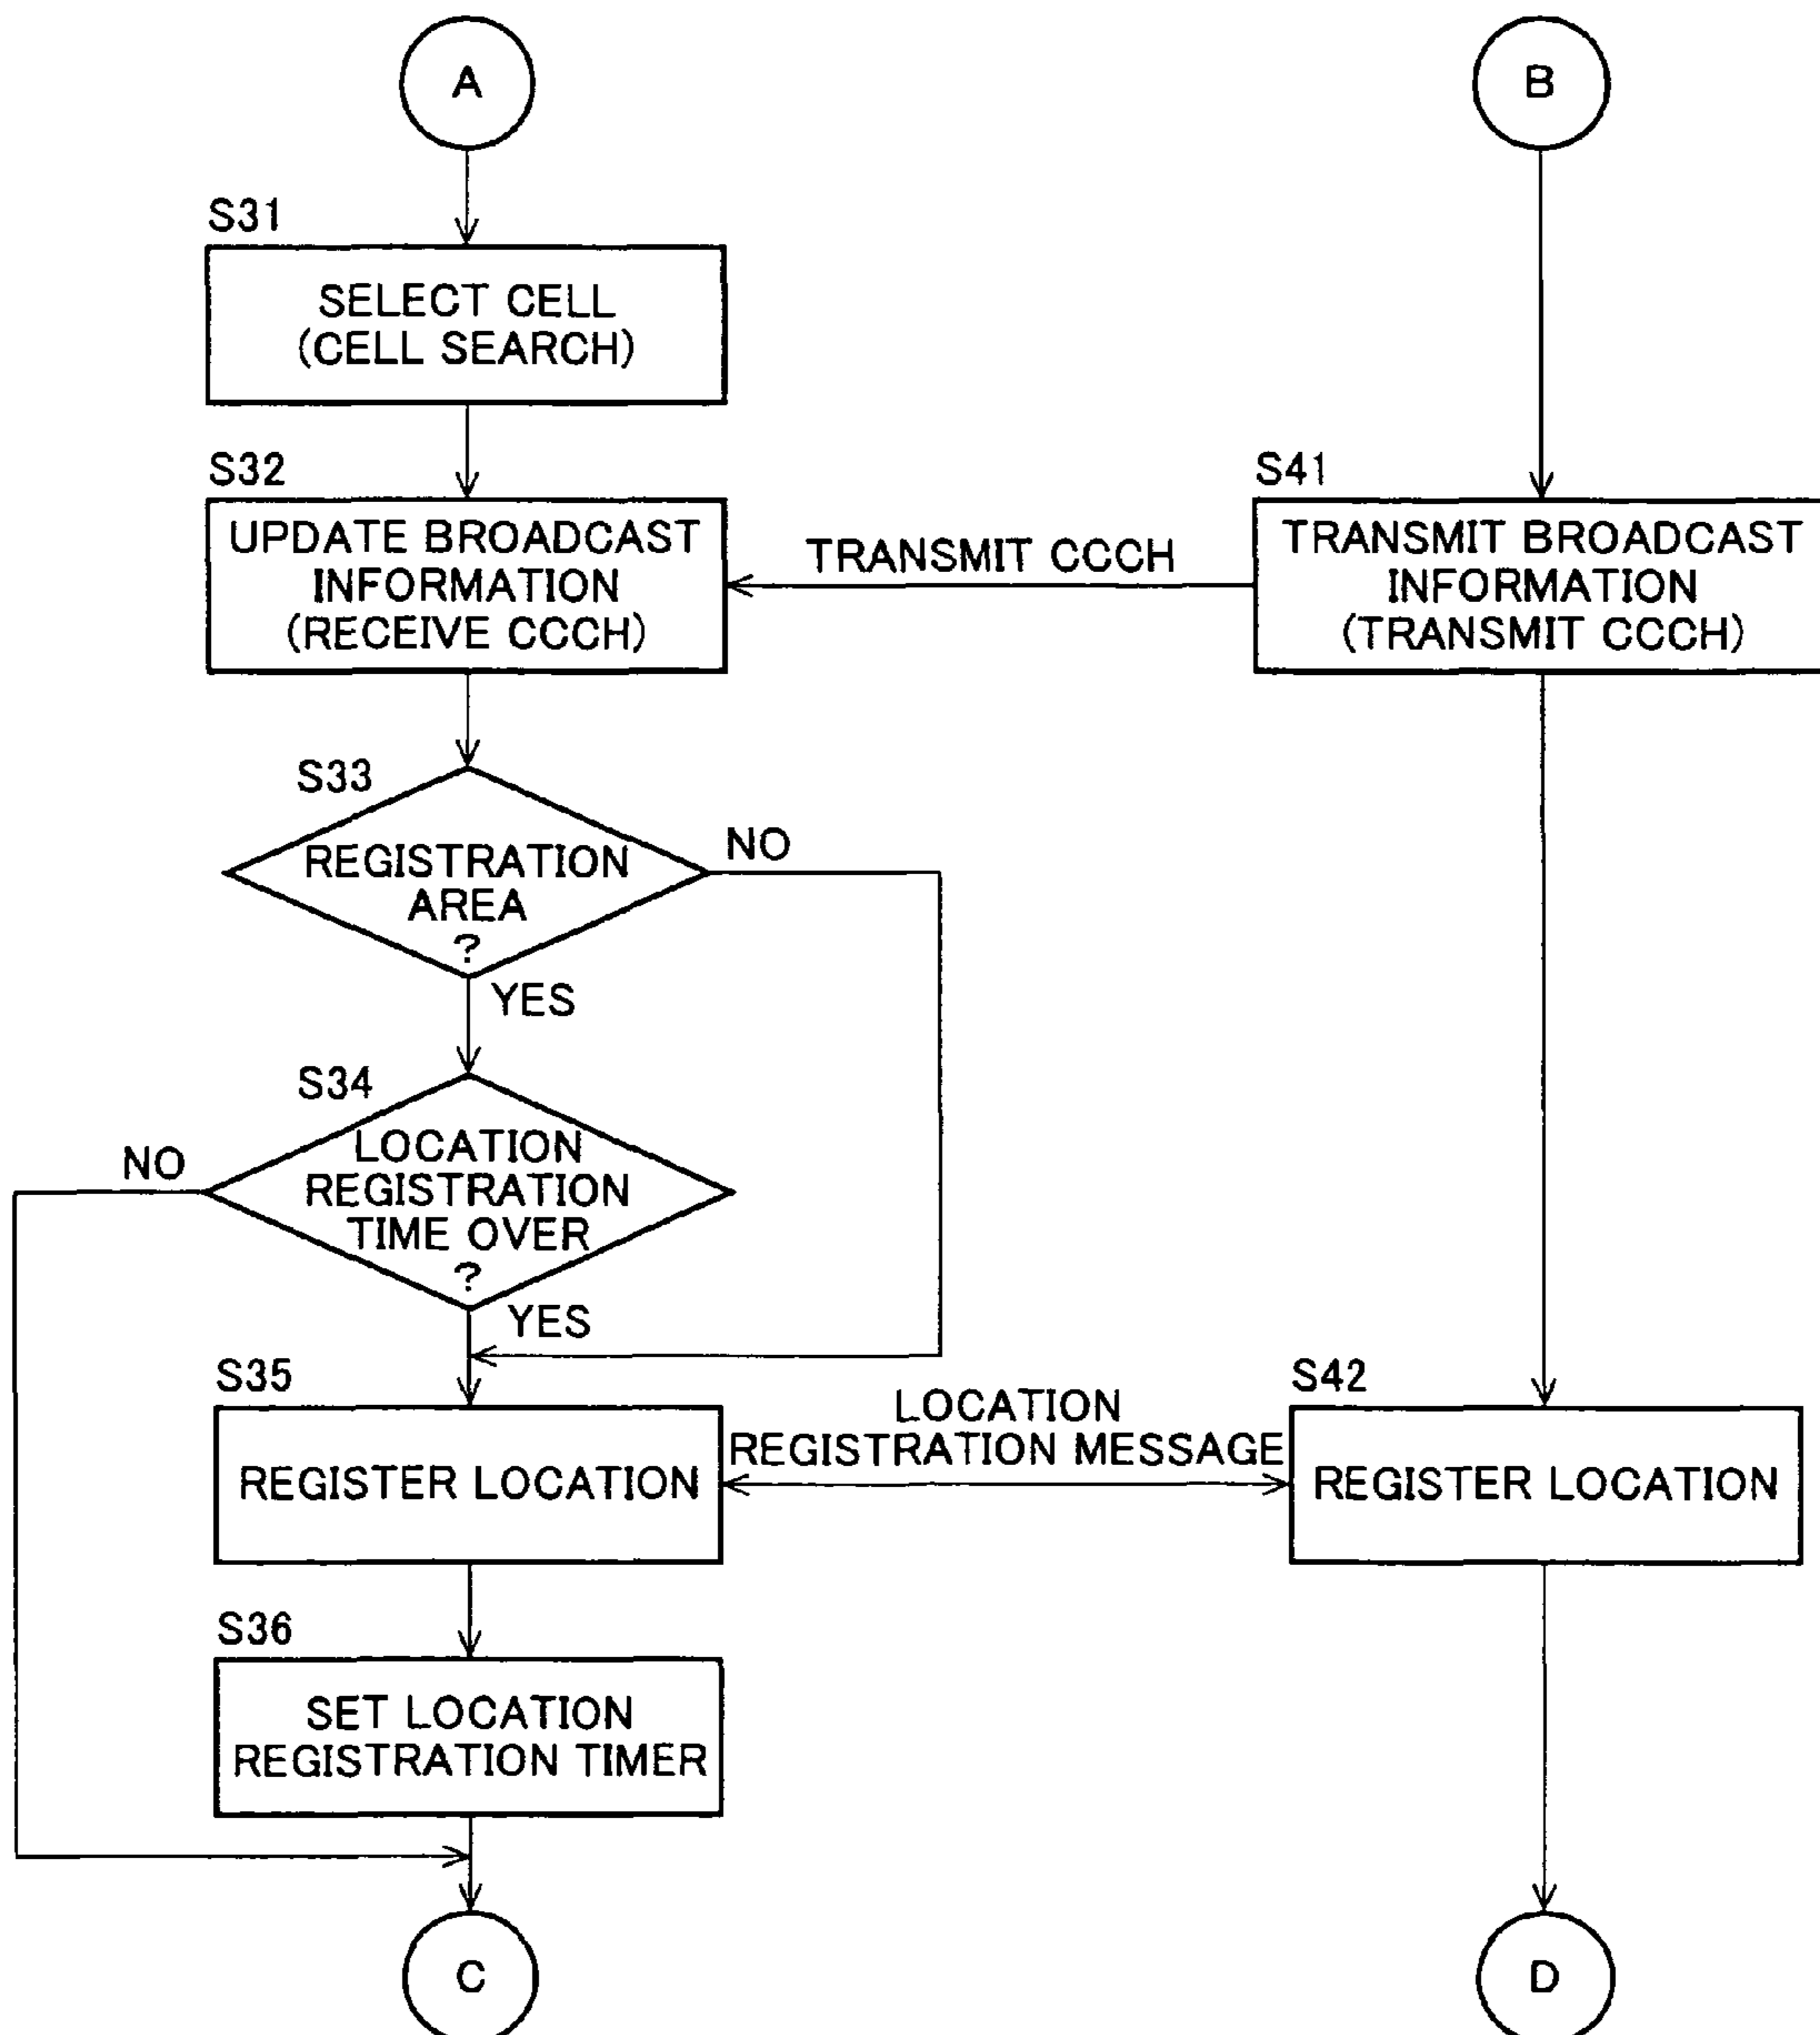 A
B
S31
SELECT CELL
(CELL SEARCH)
S32
UPDATE BROADCAST
INFORMATION
(RECEIVE CCCH)
TRANSMIT CCCH
S41
TRANSMIT BROADCAST
INFORMATION
(TRANSMIT CCCH)
S33
REGISTRATION
AREA
?
NO
YES
S34
LOCATION
REGISTRATION
TIME OVER
?
NO
YES
S35
REGISTER LOCATION
LOCATION
REGISTRATION MESSAGE
S42
REGISTER LOCATION
S36
SET LOCATION
REGISTRATION TIMER
C
D